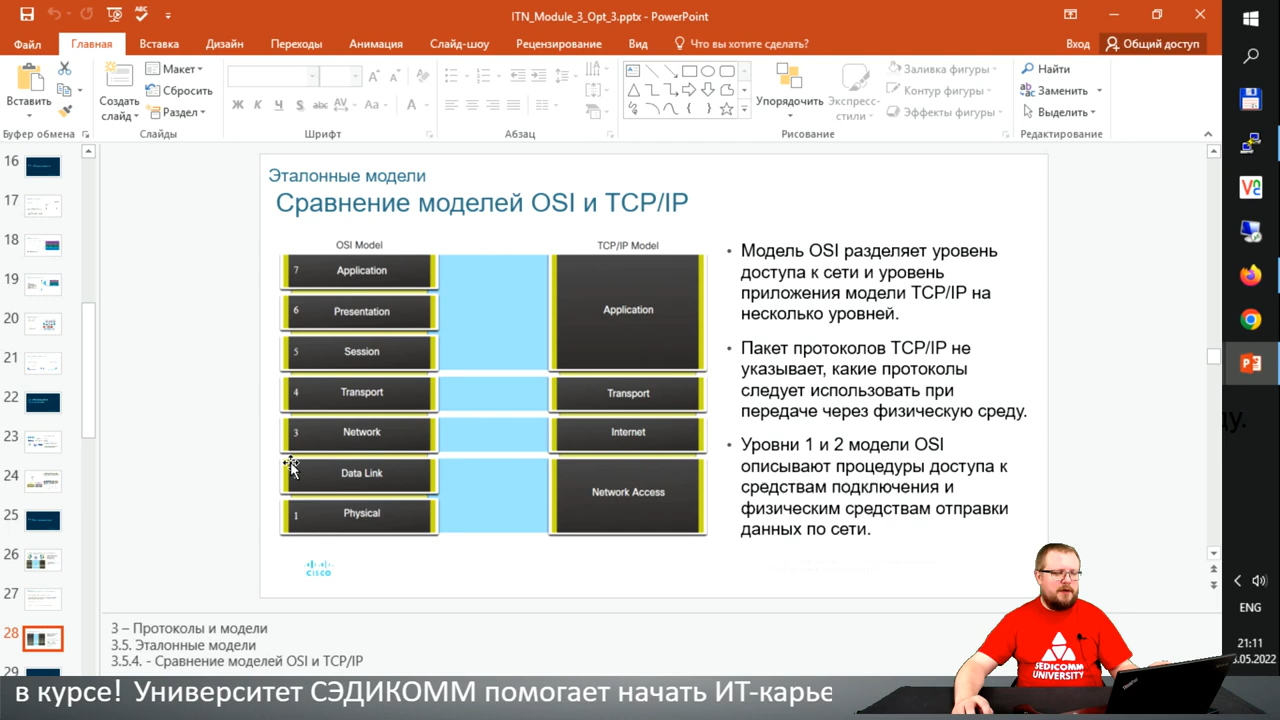 ITN_Module_3_Opt_3.pptx - PowerPoint
Файл
Главная
Вставка
Дизайн
Переходы
Анимация
Слайд-шоу
Рецензирование
Вид
Что вы хотите сделать?
Вход
Общий доступ
Вставить
Буфер обмена
Создать слайд
Макет
Сбросить
Раздел
Слайды
Ж К Ч S abc AV Aa A
Шрифт
Абзац
Упорядочить
Экспресс-стили
Заливка фигуры
Контур фигуры
Эффекты фигуры
Рисование
Найти
Заменить
Выделить
Редактирование
16
17
18
19
20
21
22
23
24
25
26
27
28
29
Эталонные модели
Сравнение моделей OSI и TCP/IP
OSI Model
7 Application
6 Presentation
5 Session
4 Transport
3 Network
Data Link
1 Physical
TCP/IP Model
Application
Transport
Internet
Network Access
CISCO
• Модель OSI разделяет уровень
доступа к сети и уровень
приложения модели TCP/IP на
несколько уровней.
• Пакет протоколов TCP/IP не
указывает, какие протоколы
следует использовать при
передаче через физическую среду.
• Уровни 1 и 2 модели OSI
описывают процедуры доступа к
средствам подключения и
физическим средствам отправки
данных по сети.
ду.
3 – Протоколы и модели
3.5. Эталонные модели
3.5.4. - Сравнение моделей OSI и TCP/IP
ENG
21:11
3.05.2022
SEDICOMM
UNIVERSITY
в курсе! Университет СЭДИКОММ помогает начать ИТ-карье